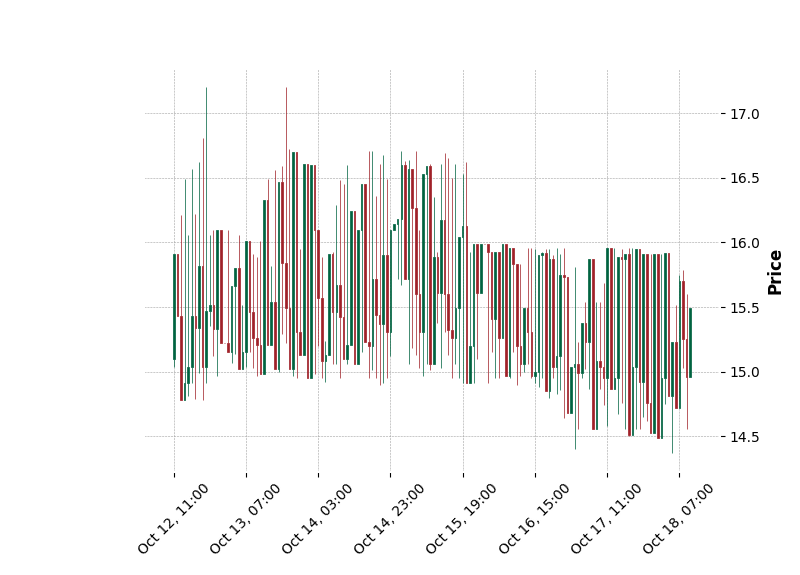 17.0
16.5
16.0
15.5
15.0
14.5
Price
Oct 12, 11:00
Oct 13, 07:00
Oct 14, 03:00
Oct 14, 23:00
Oct 15, 19:00
Oct 16, 15:00
Oct 17, 11:00
Oct 18, 07:00